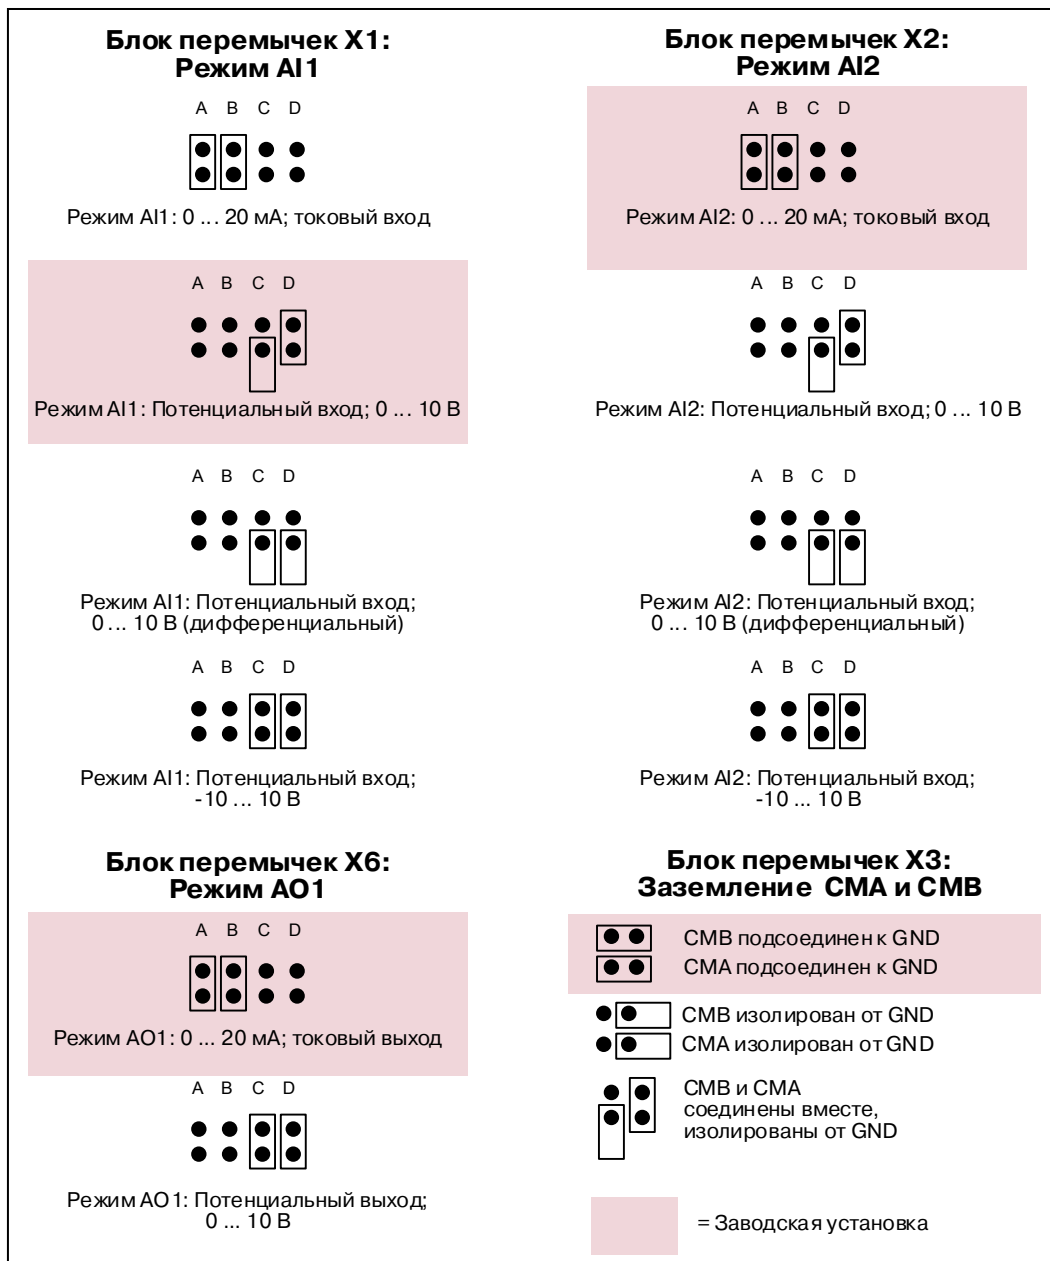 Блок перемычек X1:
Режим AI1
A B C D
Режим AI1: 0 ... 20 мА; токовый вход
A B C D
Режим AI1: Потенциальный вход; 0 ... 10 В
A B C D
Режим AI1: Потенциальный вход;
0 ... 10 В (дифференциальный)
A B C D
Режим AI1: Потенциальный вход;
-10 ... 10 В
Блок перемычек X2:
Режим AI2
A B C D
Режим AI2: 0 ... 20 мА; токовый вход
A B C D
Режим AI2: Потенциальный вход; 0 ... 10 В
A B C D
Режим AI2: Потенциальный вход;
0 ... 10 В (дифференциальный)
A B C D
Режим AI2: Потенциальный вход;
-10 ... 10 В
Блок перемычек X6:
Режим AO1
A B C D
Режим AO1: 0 ... 20 мА; токовый выход
A B C D
Режим AO1: Потенциальный выход;
0 ... 10 В
Блок перемычек X3:
Заземление CMA и CMB
CMB подсоединен к GND
CMA подсоединен к GND
CMB изолирован от GND
CMA изолирован от GND
CMB и CMA
соединены вместе,
изолированы от GND
= Заводская установка